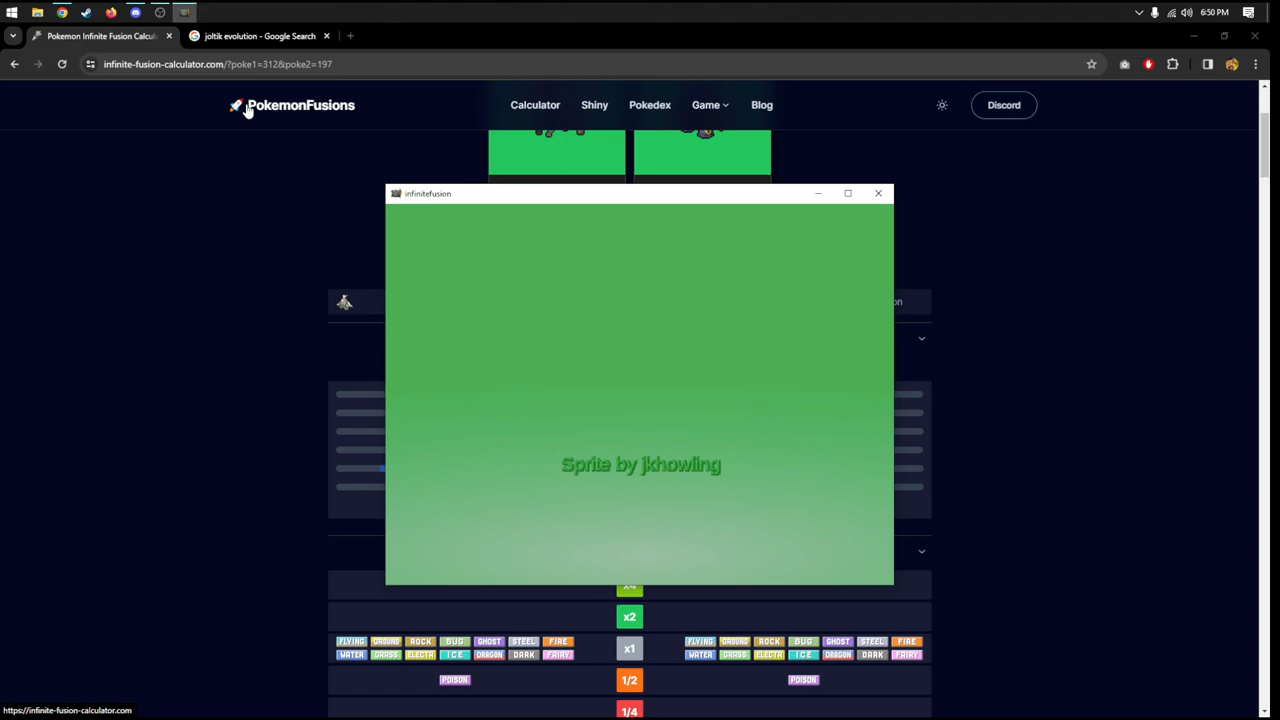 6:50 PM
Pokemon Infinite Fusion Calcul
joltik evolution - Google Search
infinite-fusion-calculator.com/?poke1=312&poke2=197
PokemonFusions
Calculator
Shiny
Pokedex
Game
Blog
Discord
infinitefusion
on
Sprite by jkhowling
x4
x2
FLYING GROUND ROCK BUG GHOST STEEL FIRE
x1
FLYING GROUND ROCK BUG GHOST STEEL FIRE
WATER GRASS ELECTR ICE DRAGON DARK FAIRY
WATER GRASS ELECTR ICE DRAGON DARK FAIRY
POISON
1/2
POISON
https://infinite-fusion-calculator.com
1/4